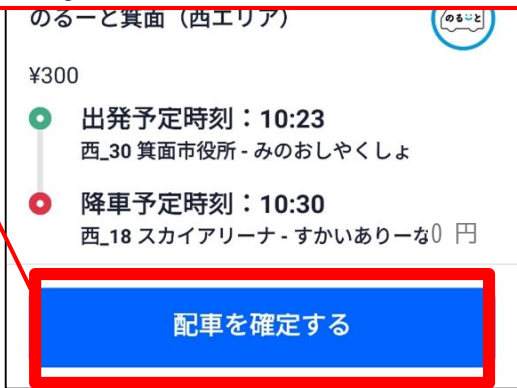 のるーと箕面（西エリア）
のるーと
¥300
出発予定時刻：10:23
西_30 箕面市役所 - みのおしやくしょ
降車予定時刻：10:30
西_18 スカイアリーナ - すかいありーな0 円
配車を確定する